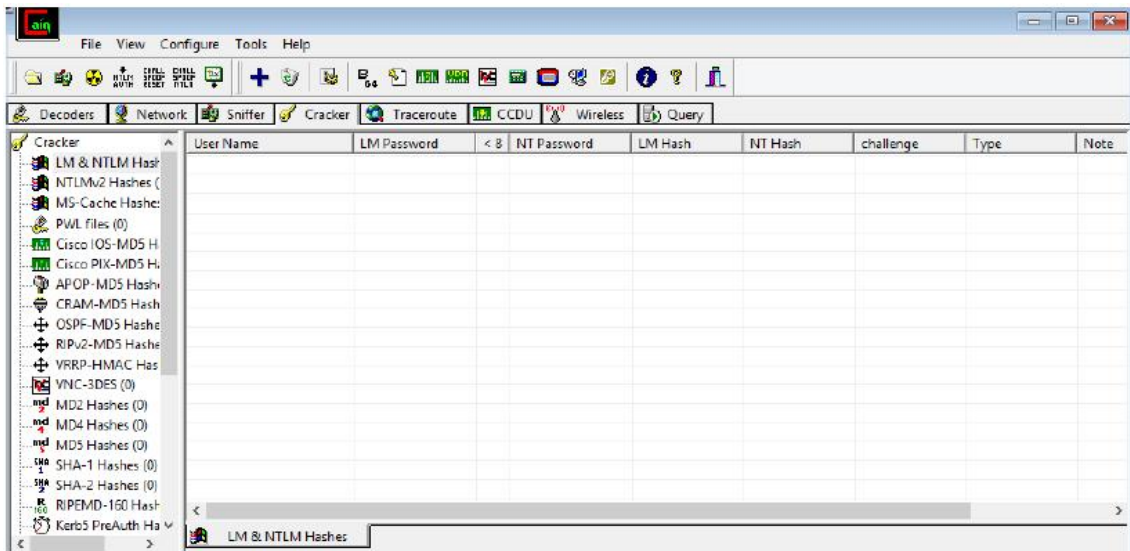 Cain
File View Configure Tools Help
Decoders Network Sniffer Cracker Traceroute CCDU Wireless Query
Cracker
User Name LM Password < 8 NT Password LM Hash NT Hash challenge Type Note
LM & NTLM Hash
NTLMv2 Hashes (
MS-Cache Hashes
PWL files (0)
Cisco IOS-MD5 H
Cisco PIX-MD5 Ha
APOP-MD5 Hash
CRAM-MD5 Hash
OSPF-MD5 Hashe
RIPv2-MD5 Hashe
VRRP-HMAC Has
VNC-3DES (0)
MD2 Hashes (0)
MD4 Hashes (0)
MD5 Hashes (0)
SHA-1 Hashes (0)
SHA-2 Hashes (0)
RIPEMD-160 Hash
Kerb5 PreAuth Ha
LM & NTLM Hashes